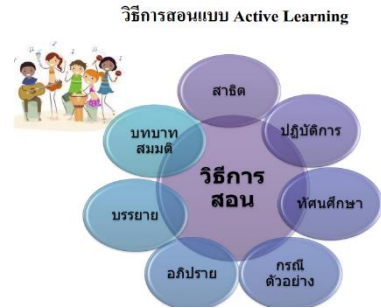 วิธีการสอนแบบ Active Learning
สาธิต
ปฏิบัติการ
ทัศนศึกษา
กรณี
ตัวอย่าง
อภิปราย
บรรยาย
บทบาท
สมมติ
วิธีการ
สอน